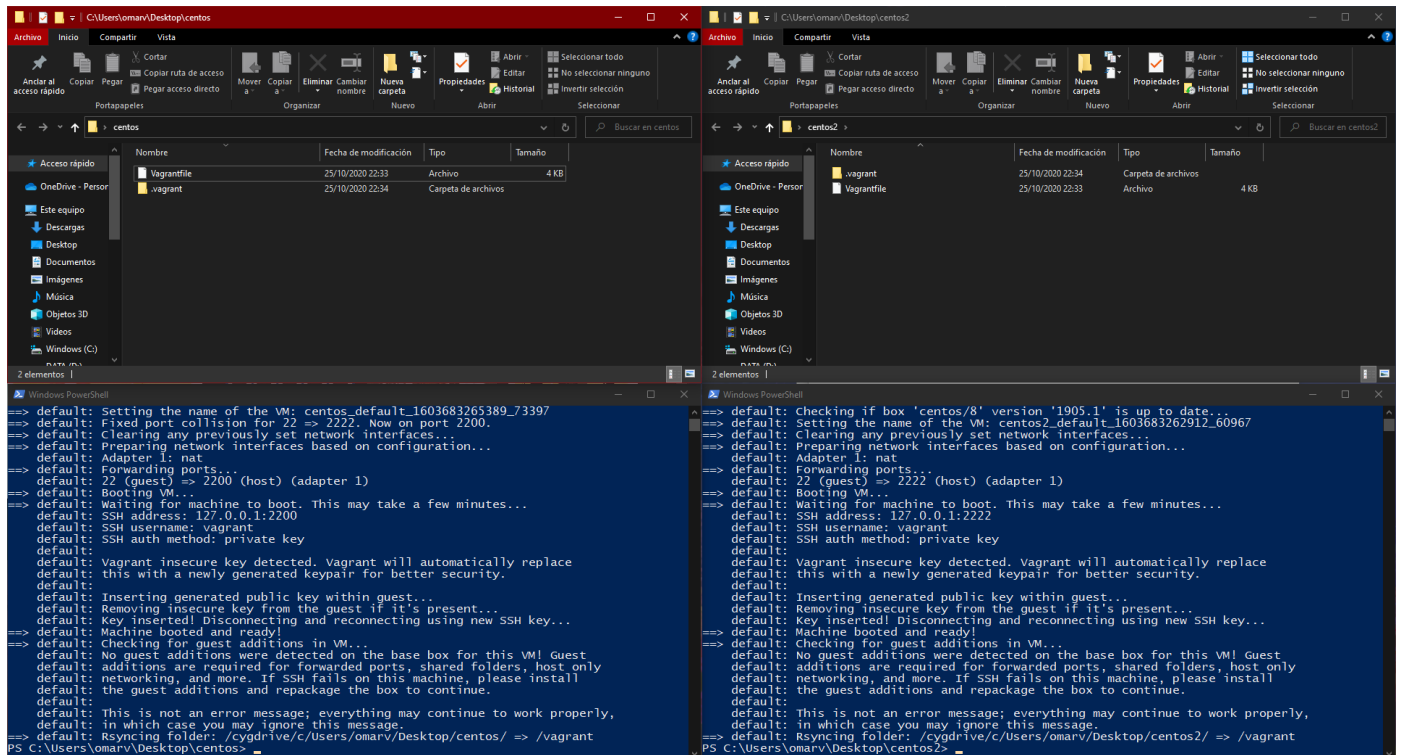 C:\Users\omarv\Desktop\centos
Archivo Inicio Compartir Vista
Anclar al acceso rápido
Copiar
Pegar
Cortar
Copiar ruta de acceso
Pegar acceso directo
Portapapeles
Mover a
Copiar a
Eliminar
Cambiar nombre
Organizar
Nueva carpeta
Nuevo
Propiedades
Abrir
Editar
Historial
Abrir
Seleccionar todo
No seleccionar ninguno
Invertir selección
Seleccionar
centos
Buscar en centos
Nombre Fecha de modificación Tipo Tamaño
Vagrantfile 25/10/2020 22:33 Archivo 4 KB
.vagrant 25/10/2020 22:34 Carpeta de archivos
Acceso rápido
OneDrive - Person
Este equipo
Descargas
Desktop
Documentos
Imágenes
Música
Objetos 3D
Videos
Windows (C:)
DATA (D:)
2 elementos
C:\Users\omarv\Desktop\centos2
Archivo Inicio Compartir Vista
Anclar al acceso rápido
Copiar
Pegar
Cortar
Copiar ruta de acceso
Pegar acceso directo
Portapapeles
Mover a
Copiar a
Eliminar
Cambiar nombre
Organizar
Nueva carpeta
Nuevo
Propiedades
Abrir
Editar
Historial
Abrir
Seleccionar todo
No seleccionar ninguno
Invertir selección
Seleccionar
centos2
Buscar en centos2
Nombre Fecha de modificación Tipo Tamaño
.vagrant 25/10/2020 22:34 Carpeta de archivos
Vagrantfile 25/10/2020 22:33 Archivo 4 KB
Acceso rápido
OneDrive - Person
Este equipo
Descargas
Desktop
Documentos
Imágenes
Música
Objetos 3D
Videos
Windows (C:)
DATA (D:)
2 elementos
Windows PowerShell
==> default: Setting the name of the VM: centos_default_1603683265389_73397
==> default: Fixed port collision for 22 => 2222. Now on port 2200.
==> default: Clearing any previously set network interfaces...
==> default: Preparing network interfaces based on configuration...
default: Adapter 1: nat
==> default: Forwarding ports...
default: 22 (guest) => 2200 (host) (adapter 1)
==> default: Booting VM...
==> default: Waiting for machine to boot. This may take a few minutes...
default: SSH address: 127.0.0.1:2200
default: SSH username: vagrant
default: SSH auth method: private key
default:
default: Vagrant insecure key detected. Vagrant will automatically replace
default: this with a newly generated keypair for better security.
default:
default: Inserting generated public key within guest...
default: Removing insecure key from the guest if it's present...
default: Key inserted! Disconnecting and reconnecting using new SSH key...
==> default: Machine booted and ready!
==> default: Checking for guest additions in VM...
default: No guest additions were detected on the base box for this VM! Guest
default: additions are required for forwarded ports, shared folders, host only
default: networking, and more. If SSH fails on this machine, please install
default: the guest additions and repackage the box to continue.
default:
default: This is not an error message; everything may continue to work properly,
default: in which case you may ignore this message.
==> default: Rsyncing folder: /cygdrive/c/Users/omarv/Desktop/centos/ => /vagrant
PS C:\Users\omarv\Desktop\centos>
Windows PowerShell
==> default: Checking if box 'centos/8' version '1905.1' is up to date...
==> default: Setting the name of the VM: centos2_default_1603683262912_60967
==> default: Clearing any previously set network interfaces...
==> default: Preparing network interfaces based on configuration...
default: Adapter 1: nat
==> default: Forwarding ports...
default: 22 (guest) => 2222 (host) (adapter 1)
==> default: Booting VM...
==> default: Waiting for machine to boot. This may take a few minutes...
default: SSH address: 127.0.0.1:2222
default: SSH username: vagrant
default: SSH auth method: private key
default:
default: Vagrant insecure key detected. Vagrant will automatically replace
default: this with a newly generated keypair for better security.
default:
default: Inserting generated public key within guest...
default: Removing insecure key from the guest if it's present...
default: Key inserted! Disconnecting and reconnecting using new SSH key...
==> default: Machine booted and ready!
==> default: Checking for guest additions in VM...
default: No guest additions were detected on the base box for this VM! Guest
default: additions are required for forwarded ports, shared folders, host only
default: networking, and more. If SSH fails on this machine, please install
default: the guest additions and repackage the box to continue.
default:
default: This is not an error message; everything may continue to work properly,
default: in which case you may ignore this message.
==> default: Rsyncing folder: /cygdrive/c/Users/omarv/Desktop/centos2/ => /vagrant
PS C:\Users\omarv\Desktop\centos2>